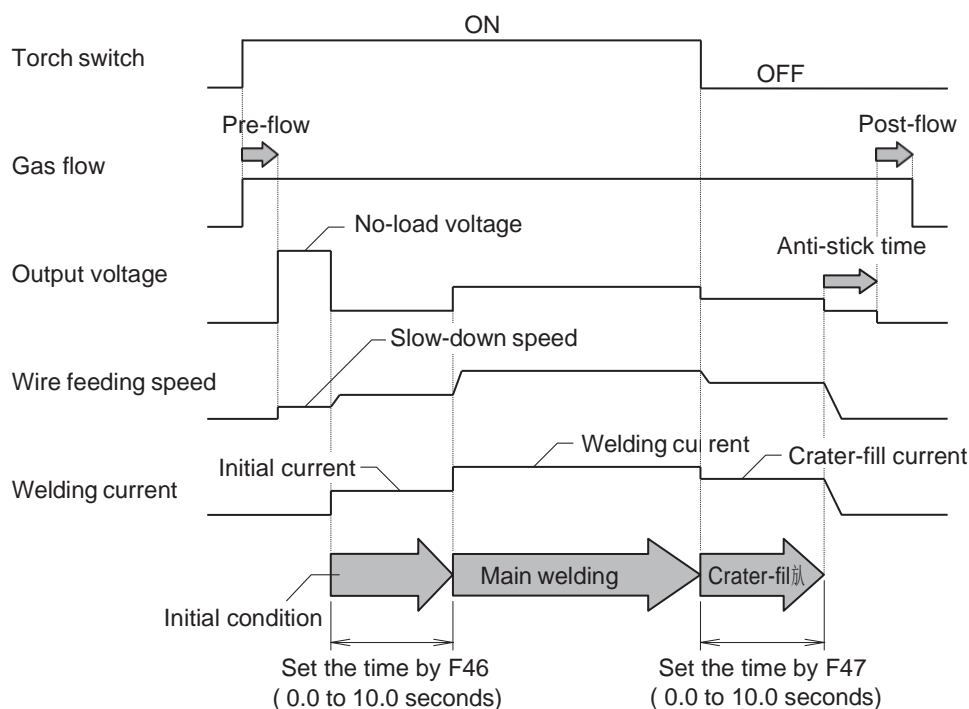 ON
Torch switch
OFF
Pre-flow
Post-flow
Gas flow
No-load voltage
Anti-stick time
Output voltage
Slow-down speed
Wire feeding speed
Welding current
Initial current
Crater-fill current
Welding current
Main welding
Crater-fil
Initial condition
Set the time by F46
( 0.0 to 10.0 seconds)
Set the time by F47
( 0.0 to 10.0 seconds)